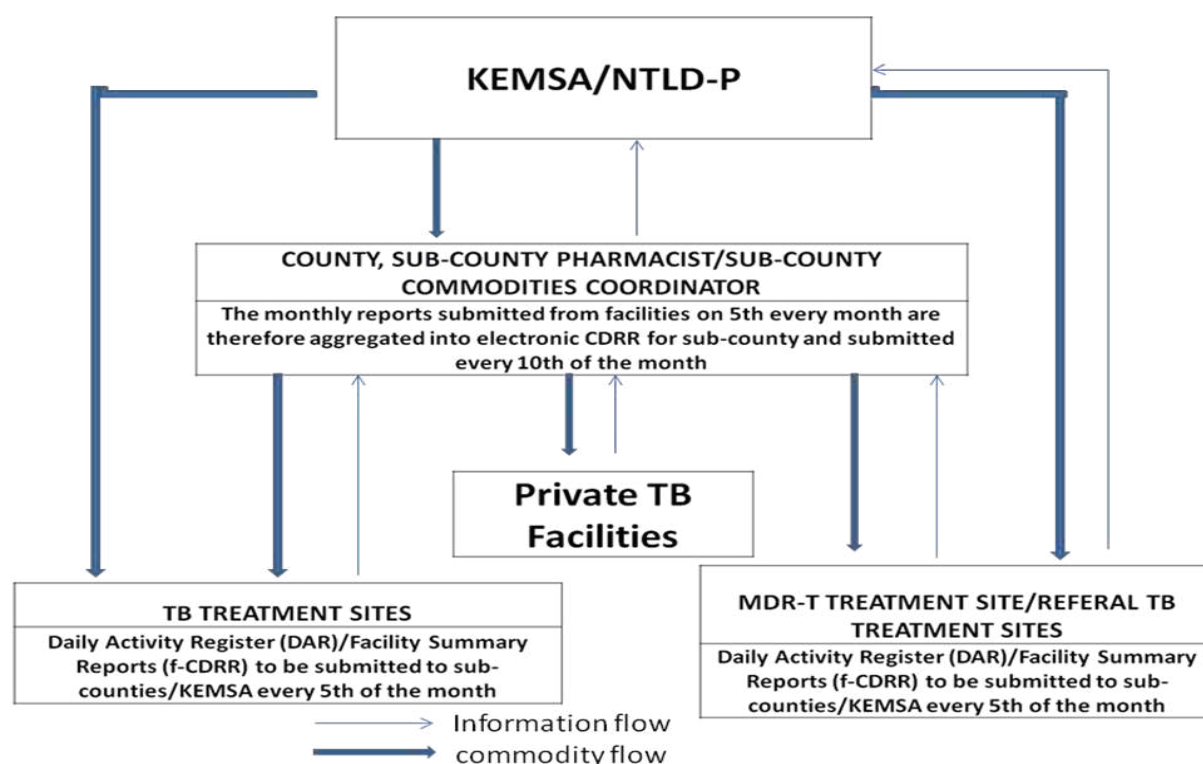 KEMSA/NTLD-P
COUNTY, SUB-COUNTY PHARMACIST/SUB-COUNTY
COMMODITIES COORDINATOR
The monthly reports submitted from facilities on 5th every month are
therefore aggregated into electronic CDRR for sub-county and submitted
every 10th of the month
Private TB
Facilities
TB TREATMENT SITES
Daily Activity Register (DAR)/Facility Summary
Reports (f-CDRR) to be submitted to sub-
counties/KEMSA every 5th of the month
MDR-T TREATMENT SITE/REFERAL TB
TREATMENT SITES
Daily Activity Register (DAR)/Facility Summary
Reports (f-CDRR) to be submitted to sub-
counties/KEMSA every 5th of the month
Information flow
commodity flow